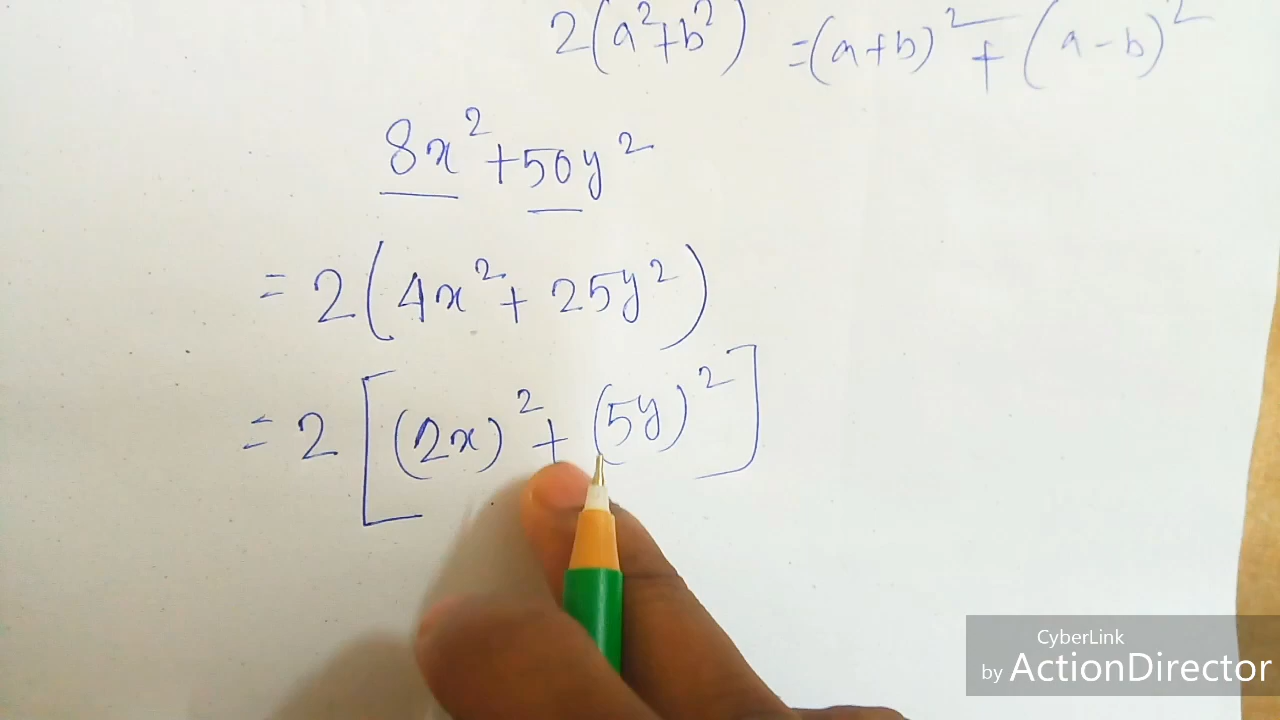 2(a²+b²) =(a+b)²+(a-b)²
8x²+50y²
= 2(4x²+25y²)
= 2[(2x)²+(5y)²]
CyberLink
by ActionDirector